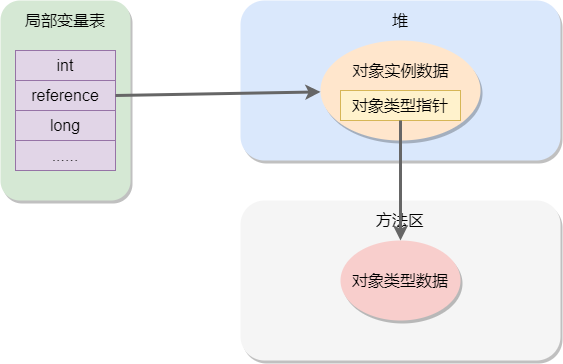 局部变量表
int
reference
long
......
堆
对象实例数据
对象类型指针
方法区
对象类型数据